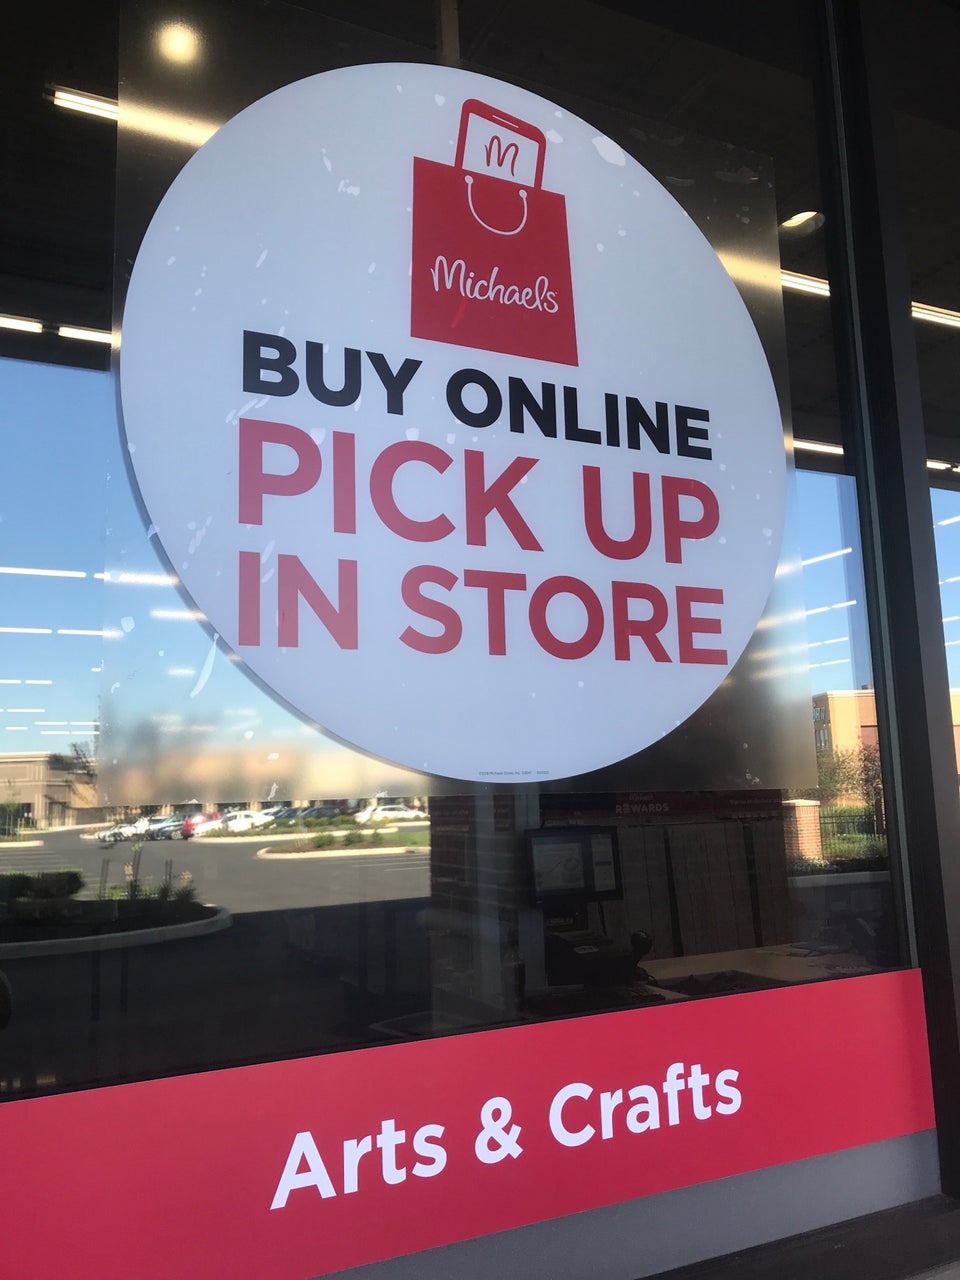 M
Michaels
BUY ONLINE
PICK UP
IN STORE
REWARDS
Arts & Crafts